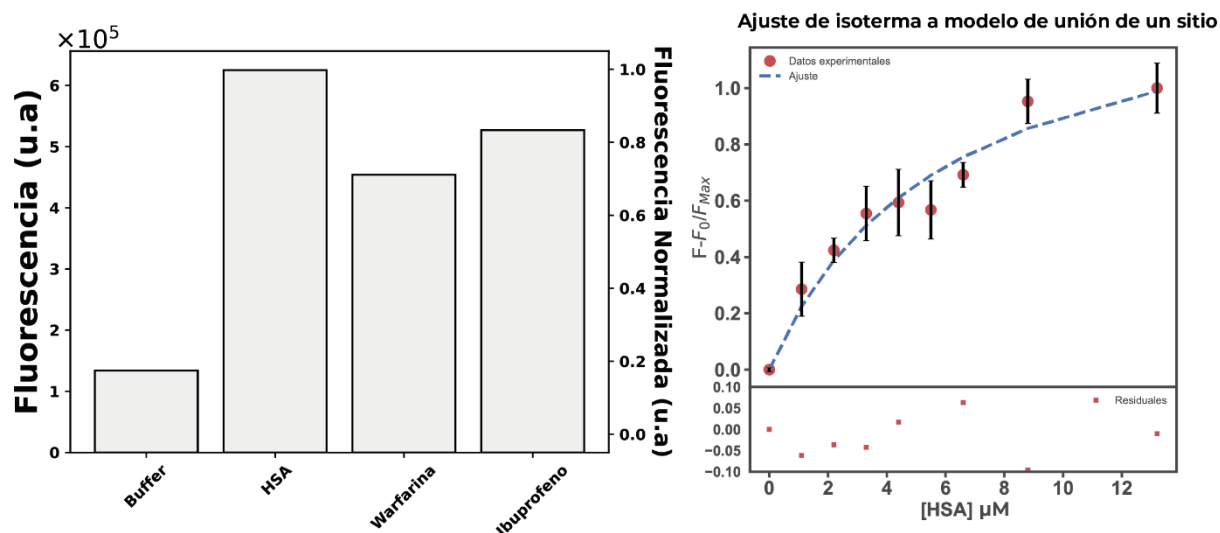 ×10⁵
Fluorescencia (u.a)
6
5
4
3
2
1
0
Buffer
HSA
Warfarina
Ibuprofeno
1.0
0.8
0.6
0.4
0.2
0.0
Fluorescencia Normalizada (u.a)
Ajuste de isoterma a modelo de unión de un sitio
Datos experimentales
Ajuste
F-F₀/F_Max
1.0
0.8
0.6
0.4
0.2
0.0
0.10
0.05
0.00
−0.05
−0.10
Residuales
0 2 4 6 8 10 12
[HSA] μM